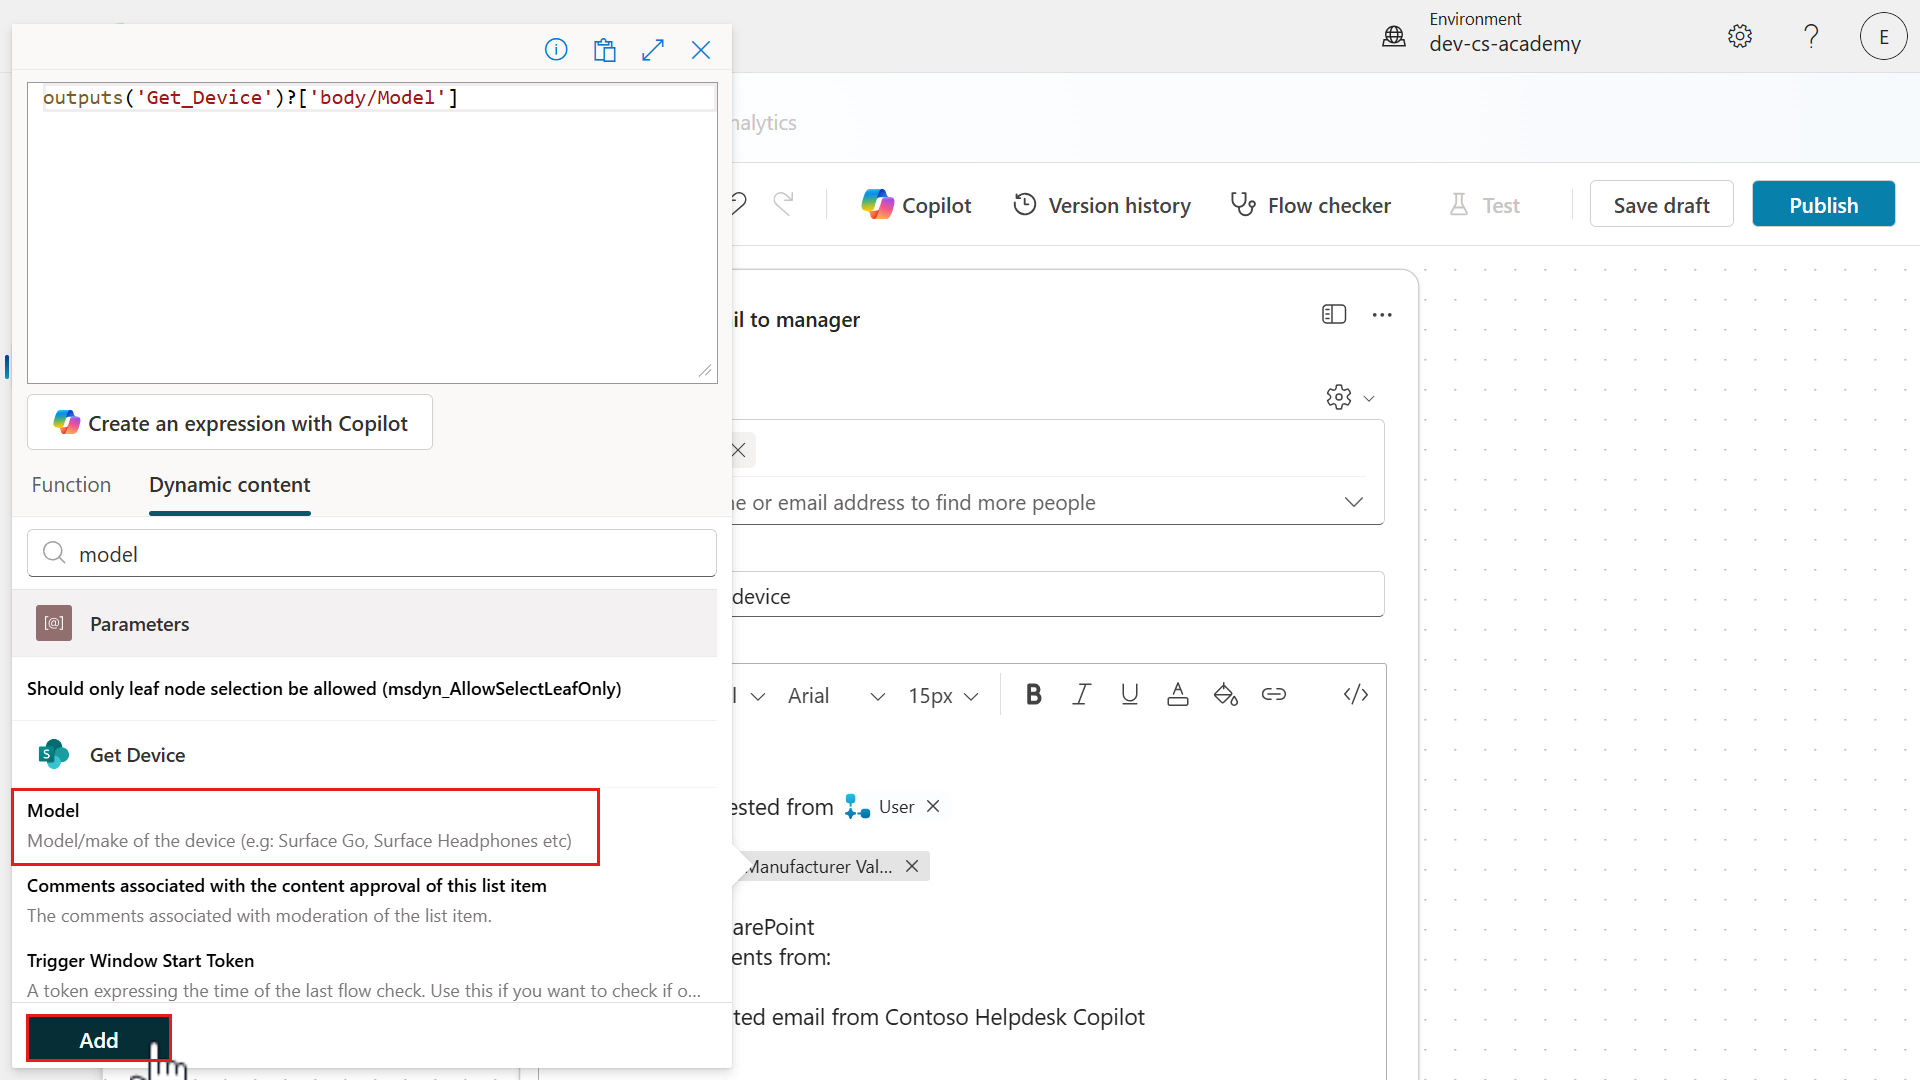 Environment
dev-cs-academy
E
outputs('Get_Device')?['body/Model']
nalytics
Copilot
Version history
Flow checker
Test
Save draft
Publish
il to manager
Create an expression with Copilot
Function
Dynamic content
e or email address to find more people
model
device
[@]
Parameters
Should only leaf node selection be allowed (msdyn_AllowSelectLeafOnly)
l
Arial
15px
S
Get Device
Model
Model/make of the device (e.g: Surface Go, Surface Headphones etc)
ested from
User
Manufacturer Val...
Comments associated with the content approval of this list item
The comments associated with moderation of the list item.
arePoint
ents from:
Trigger Window Start Token
A token expressing the time of the last flow check. Use this if you want to check if o...
ted email from Contoso Helpdesk Copilot
Add